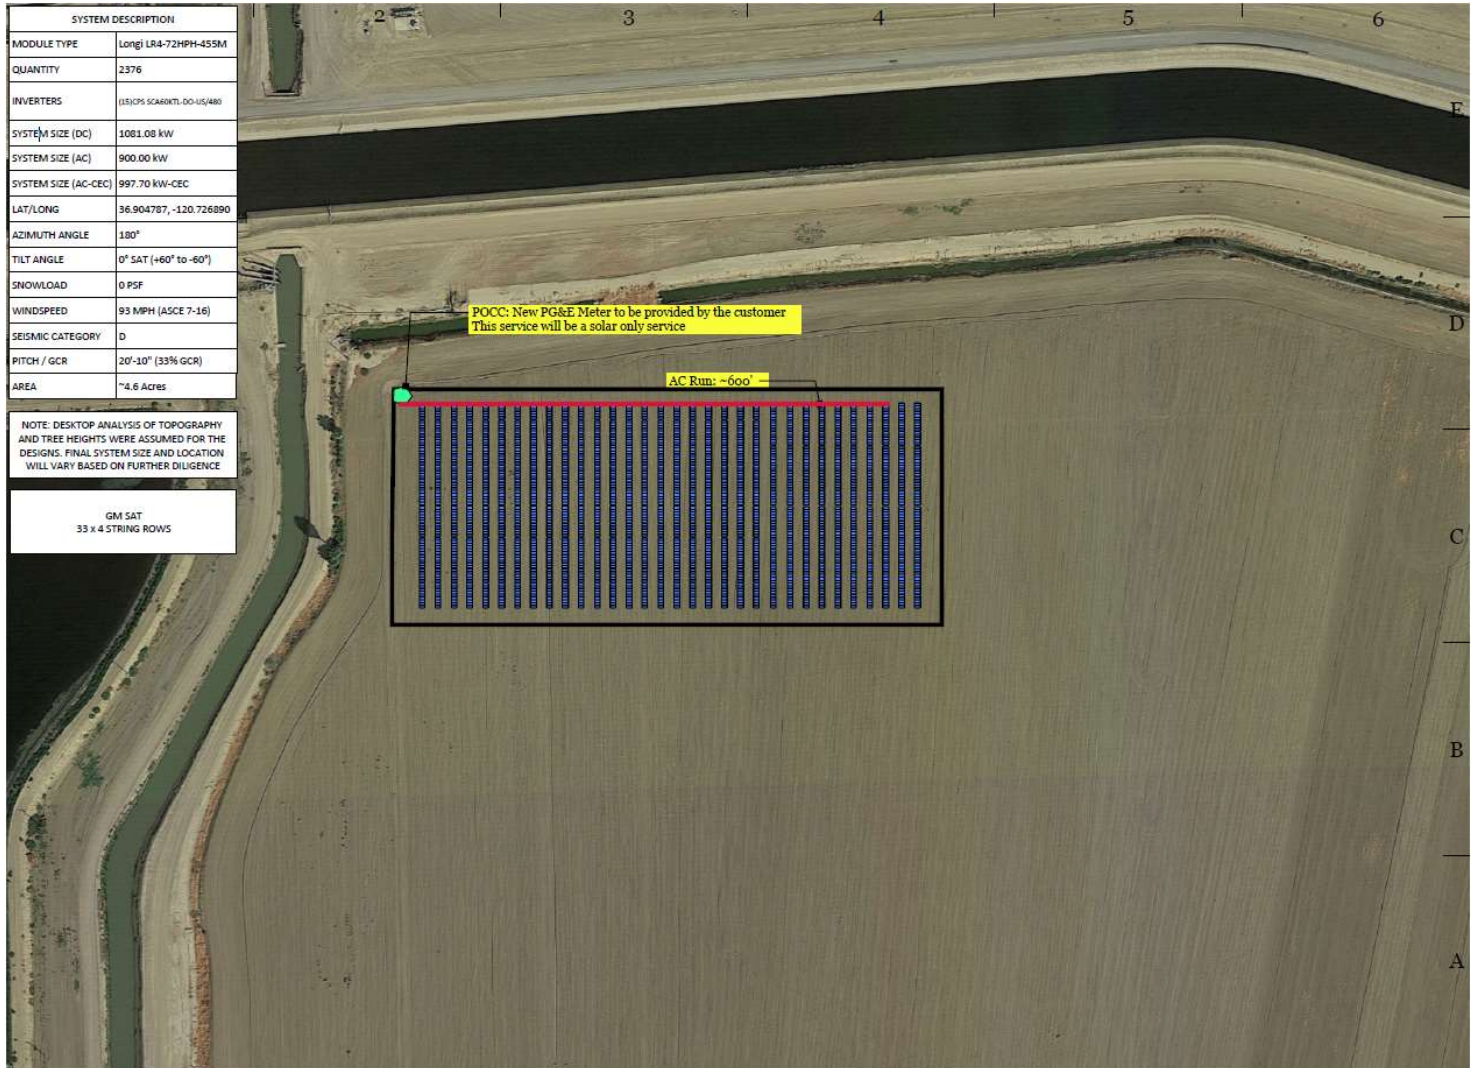 SYSTEM DESCRIPTION
MODULE TYPE Longi LR4-72HPH-455M
QUANTITY 2376
INVERTERS (15)CPS SCA60KTL-DO-US/480
SYSTEM SIZE (DC) 1081.08 kW
SYSTEM SIZE (AC) 900.00 kW
SYSTEM SIZE (AC-CEC) 997.70 kW-CEC
LAT/LONG 36.904787, -120.726890
AZIMUTH ANGLE 180°
TILT ANGLE 0° SAT (+60° to -60°)
SNOWLOAD 0 PSF
WINDSPEED 93 MPH (ASCE 7-16)
SEISMIC CATEGORY D
PITCH / GCR 20'-10" (33% GCR)
AREA ~4.6 Acres
NOTE: DESKTOP ANALYSIS OF TOPOGRAPHY
AND TREE HEIGHTS WERE ASSUMED FOR THE
DESIGNS. FINAL SYSTEM SIZE AND LOCATION
WILL VARY BASED ON FURTHER DILIGENCE
GM SAT
33 x 4 STRING ROWS
2 3 4 5 6
E
D
C
B
A
POCC: New PG&E Meter to be provided by the customer
This service will be a solar only service
AC Run: ~600'